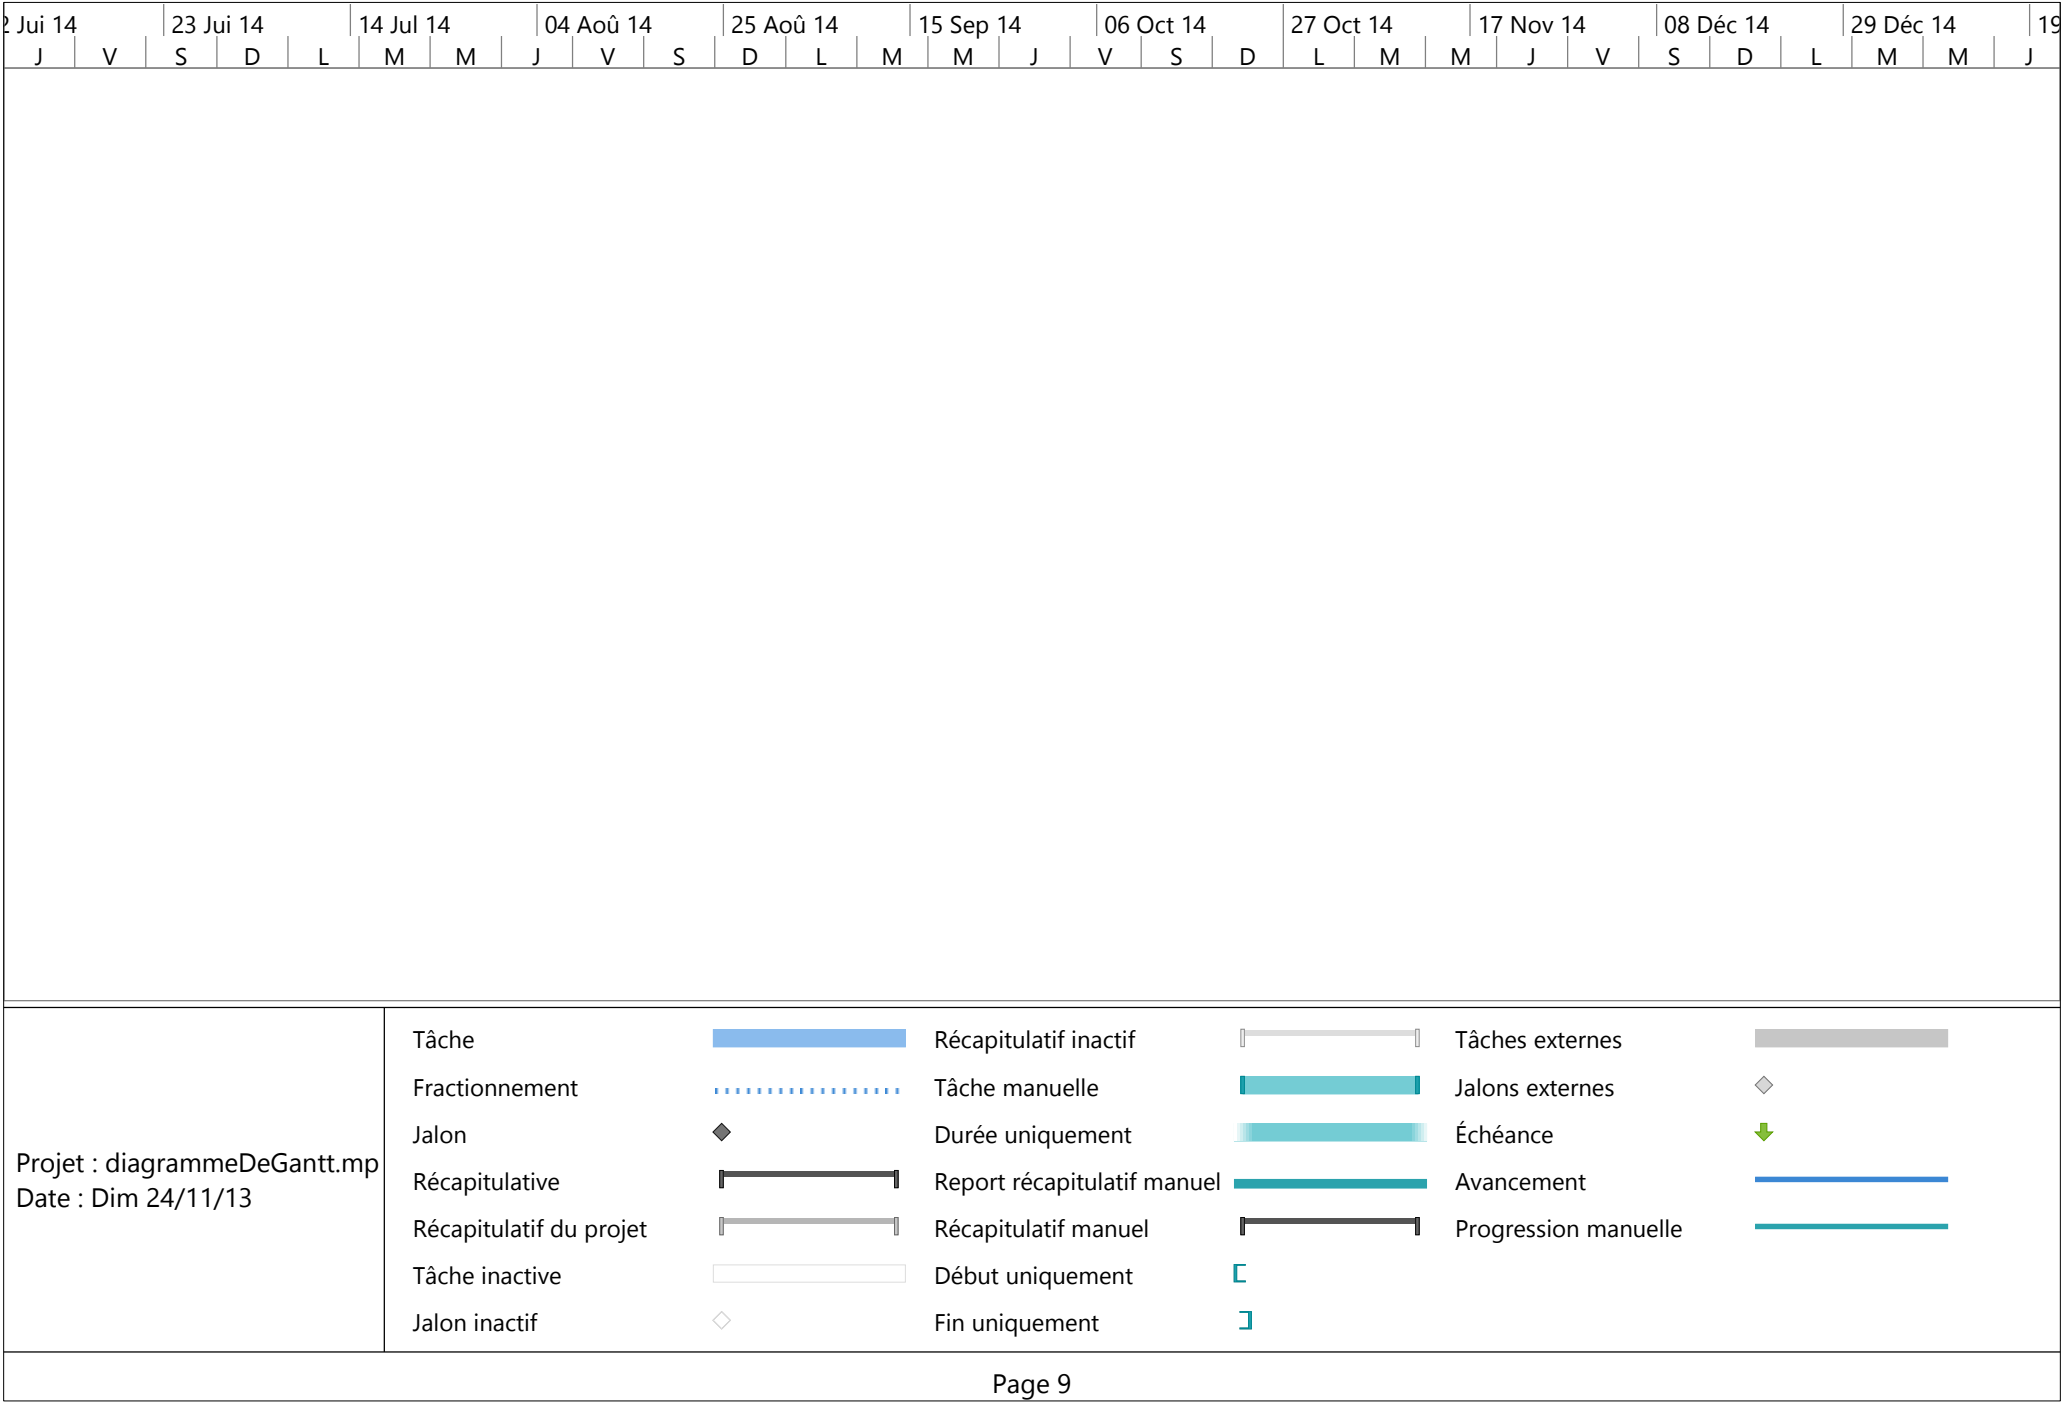 2 Jui 14 23 Jui 14 14 Jul 14 04 Aoû 14 25 Aoû 14 15 Sep 14 06 Oct 14 27 Oct 14 17 Nov 14 08 Déc 14 29 Déc 14 19
J V S D L M M J V S D L M M J V S D L M M J V S D L M M J
Projet : diagrammeDeGantt.mp
Date : Dim 24/11/13
Tâche
Fractionnement
Jalon
Récapitulative
Récapitulatif du projet
Tâche inactive
Jalon inactif
Récapitulatif inactif
Tâche manuelle
Durée uniquement
Report récapitulatif manuel
Récapitulatif manuel
Début uniquement
Fin uniquement
Tâches externes
Jalons externes
Échéance
Avancement
Progression manuelle
Page 9